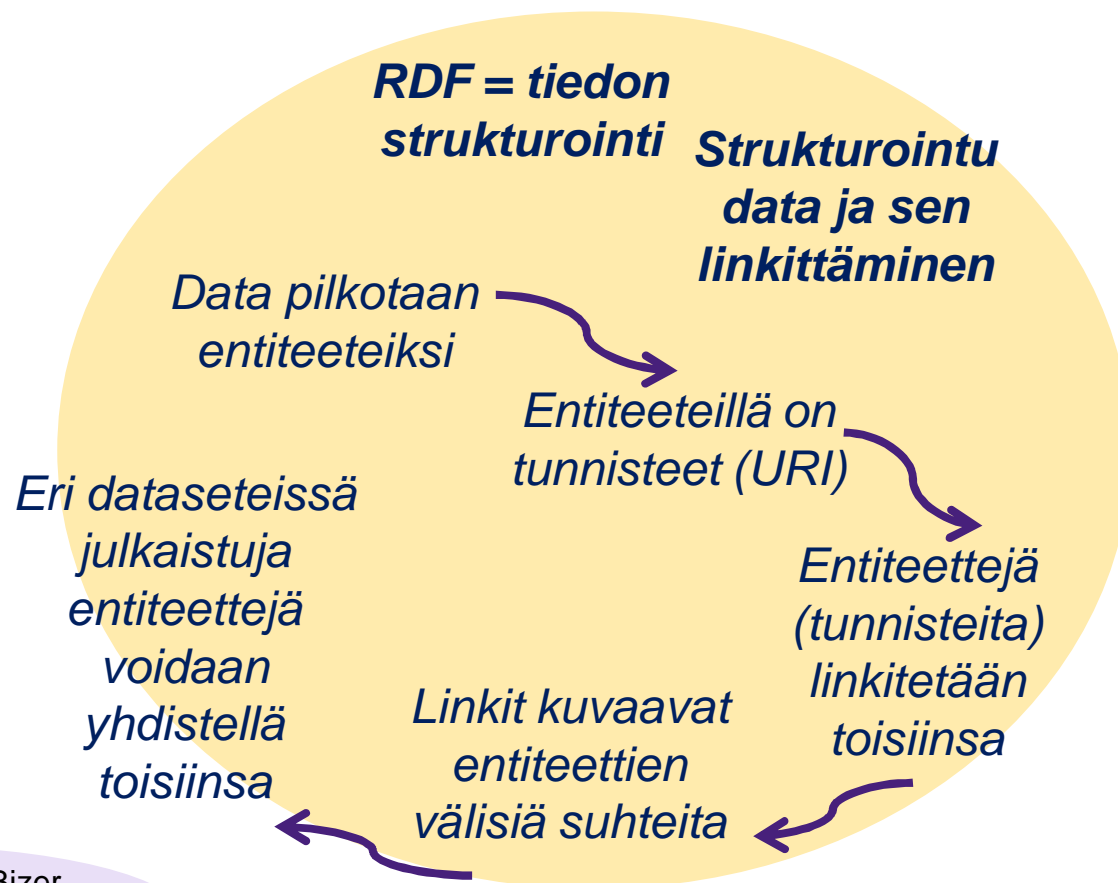 RDF = tiedon
strukturointi
Strukturointu
data ja sen
linkittäminen
Data pilkotaan
entiteeteiksi
Entiteeteillä on
tunnisteet (URI)
Entiteettejä
(tunnisteita)
linkitetään
toisiinsa
Linkit kuvaavat
entiteettien
välisiä suhteita
Eri dataseteissä
julkaistuja
entiteettejä
voidaan
yhdistellä
toisiinsa